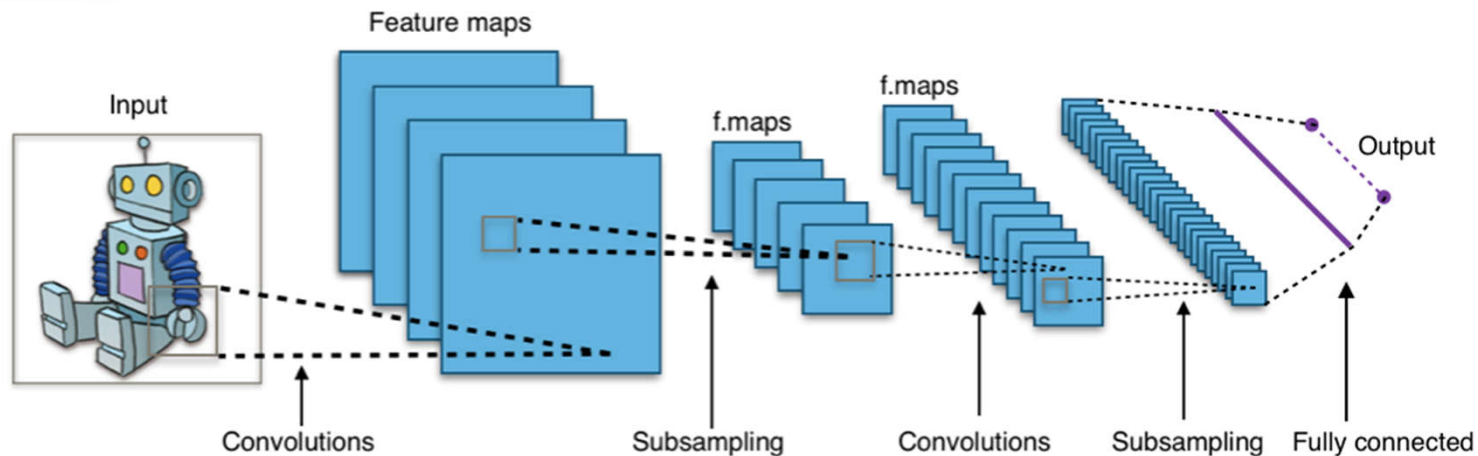 Feature maps
f.maps
Input
f.maps
Output
Convolutions
Subsampling
Convolutions
Subsampling
Fully connected